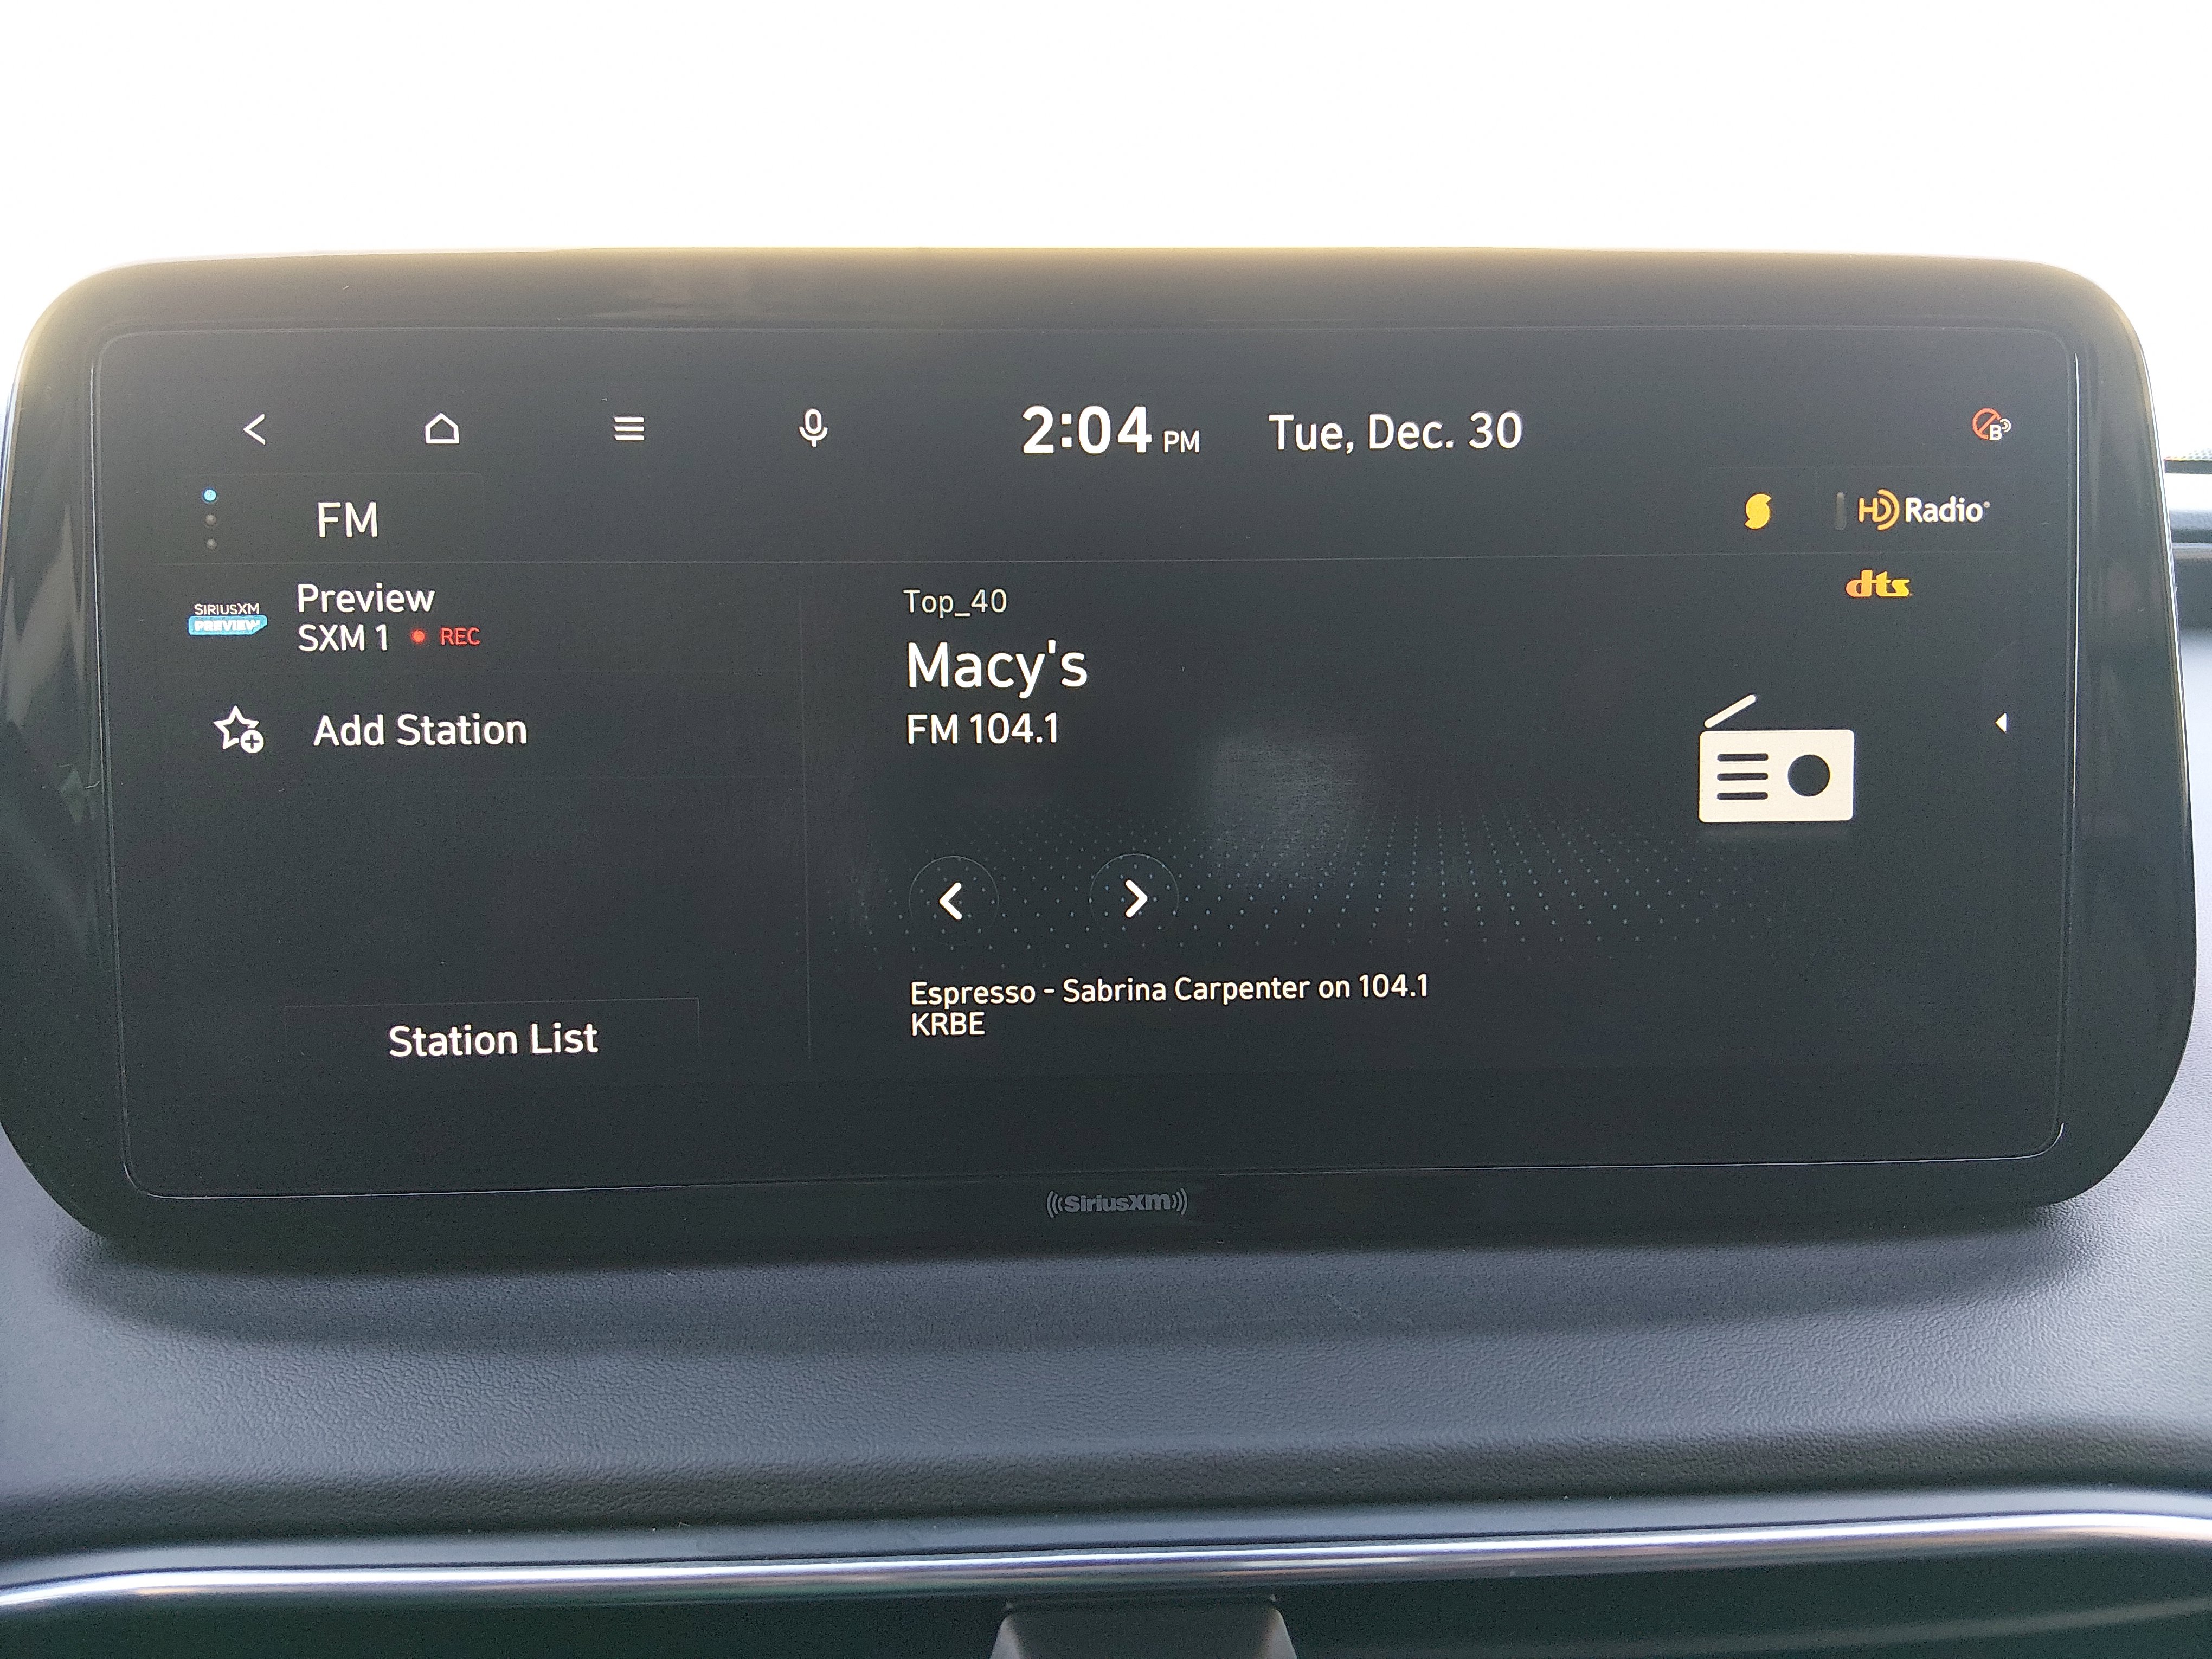 2:04 PM Tue, Dec. 30
FM
HD Radio
SIRIUSXM
PREVIEW
Preview
SXM 1 REC
Add Station
Station List
dts
Top_40
Macy's
FM 104.1
Espresso - Sabrina Carpenter on 104.1
KRBE
((SiriusXM))